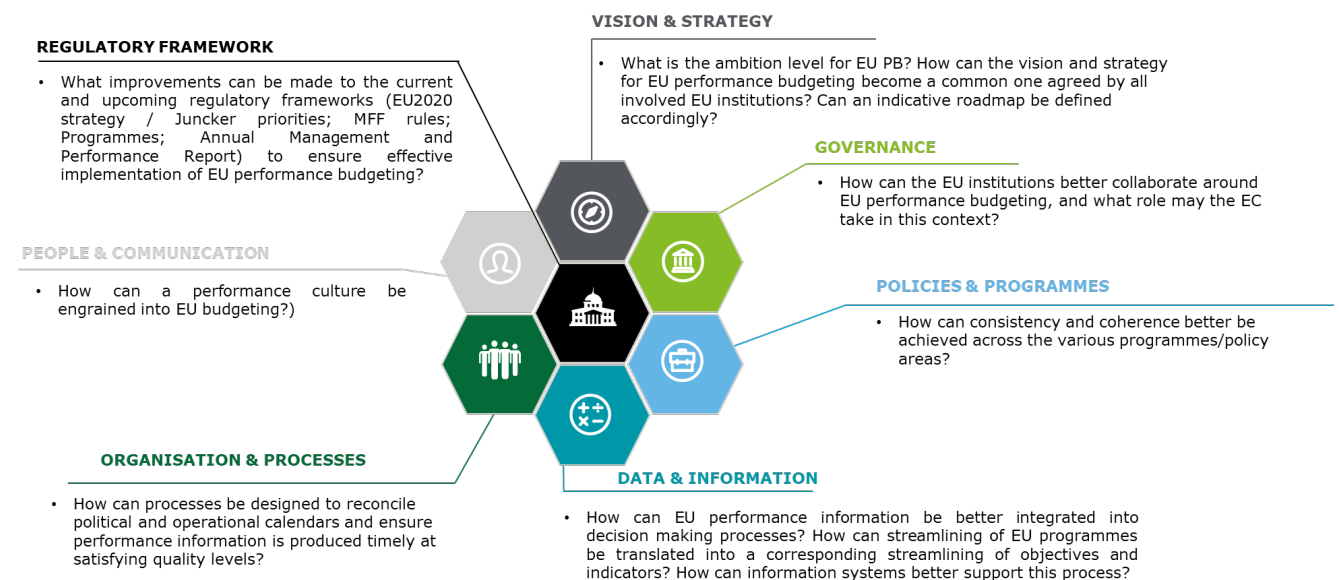 VISION & STRATEGY
• What is the ambition level for EU PB? How can the vision and strategy
for EU performance budgeting become a common one agreed by all
involved EU institutions? Can an indicative roadmap be defined
accordingly?
REGULATORY FRAMEWORK
• What improvements can be made to the current
and upcoming regulatory frameworks (EU2020
strategy / Juncker priorities; MFF rules;
Programmes; Annual Management and
Performance Report) to ensure effective
implementation of EU performance budgeting?
GOVERNANCE
• How can the EU institutions better collaborate around
EU performance budgeting, and what role may the EC
take in this context?
PEOPLE & COMMUNICATION
• How can a performance culture be
engrained into EU budgeting?)
POLICIES & PROGRAMMES
• How can consistency and coherence better be
achieved across the various programmes/policy
areas?
ORGANISATION & PROCESSES
• How can processes be designed to reconcile
political and operational calendars and ensure
performance information is produced timely at
satisfying quality levels?
DATA & INFORMATION
• How can EU performance information be better integrated into
decision making processes? How can streamlining of EU programmes
be translated into a corresponding streamlining of objectives and
indicators? How can information systems better support this process?